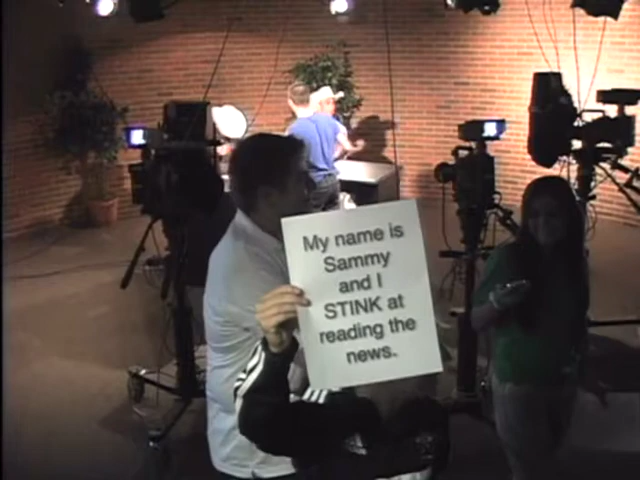 My name is
Sammy
and I
STINK at
reading the
news.